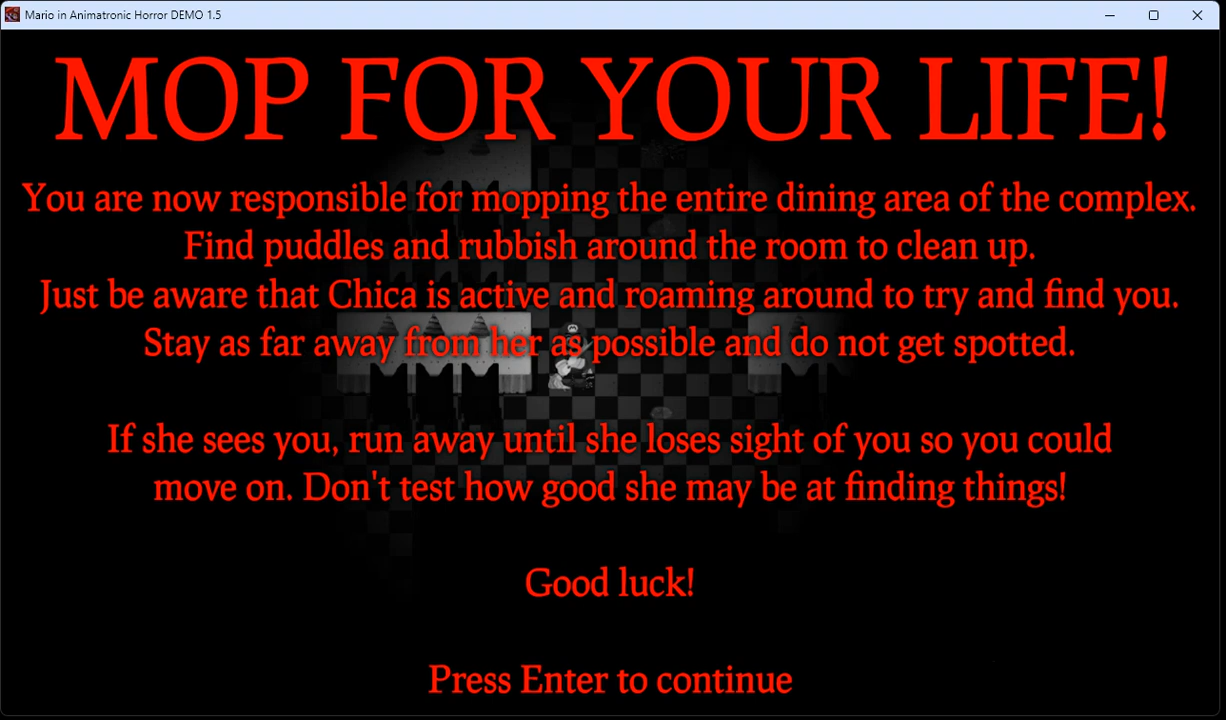 Mario in Animatronic Horror DEMO 1.5
MOP FOR YOUR LIFE!
You are now responsible for mopping the entire dining area of the complex.
Find puddles and rubbish around the room to clean up.
Just be aware that Chica is active and roaming around to try and find you.
Stay as far away from her as possible and do not get spotted.
If she sees you, run away until she loses sight of you so you could
move on. Don't test how good she may be at finding things!
Good luck!
Press Enter to continue